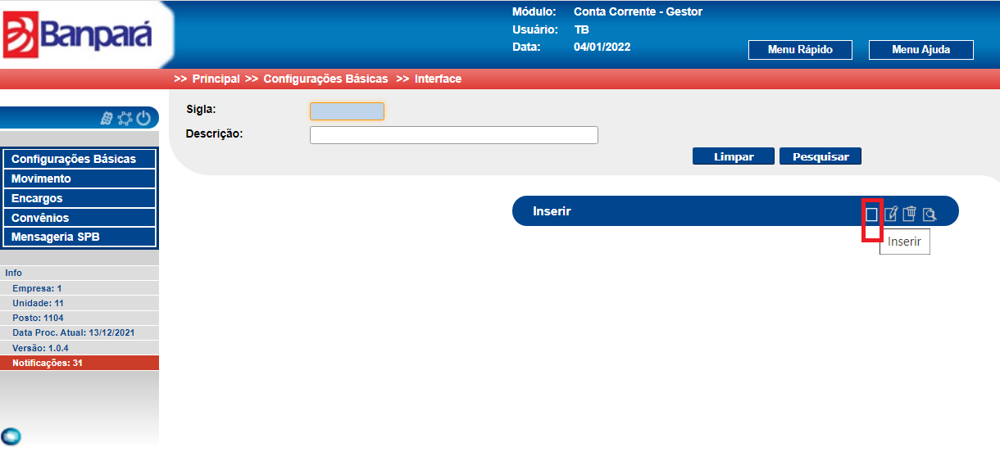 Banpará
Módulo: Conta Corrente - Gestor
Usuário: TB
Data: 04/01/2022
Menu Rápido
Menu Ajuda
>> Principal >> Configurações Básicas >> Interface
Sigla:
Descrição:
Limpar
Pesquisar
Configurações Básicas
Movimento
Encargos
Convênios
Mensageria SPB
Inserir
Inserir
Info
Empresa: 1
Unidade: 11
Posto: 1104
Data Proc. Atual: 13/12/2021
Versão: 1.0.4
Notificações: 31